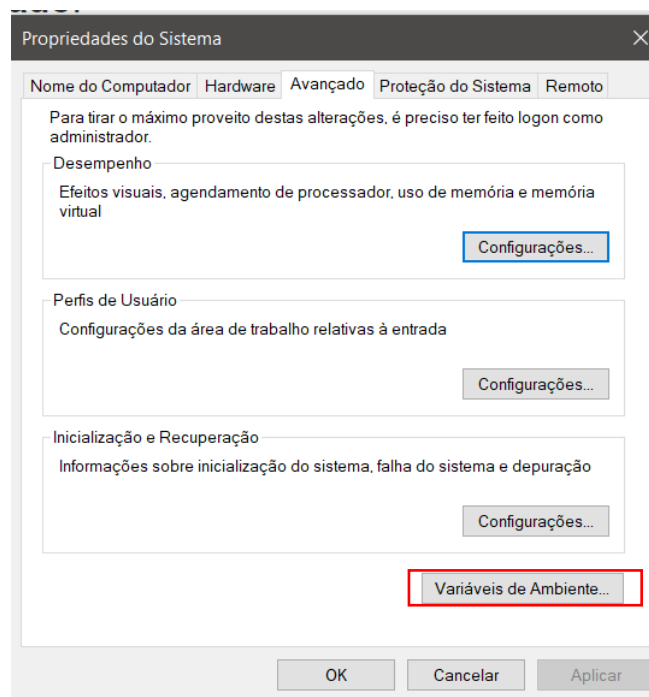 Propriedades do Sistema
Nome do Computador Hardware Avançado Proteção do Sistema Remoto
Para tirar o máximo proveito destas alterações, é preciso ter feito logon como
administrador.
Desempenho
Efeitos visuais, agendamento de processador, uso de memória e memória
virtual
Configurações...
Perfis de Usuário
Configurações da área de trabalho relativas à entrada
Configurações...
Inicialização e Recuperação
Informações sobre inicialização do sistema, falha do sistema e depuração
Configurações...
Variáveis de Ambiente...
OK Cancelar Aplicar